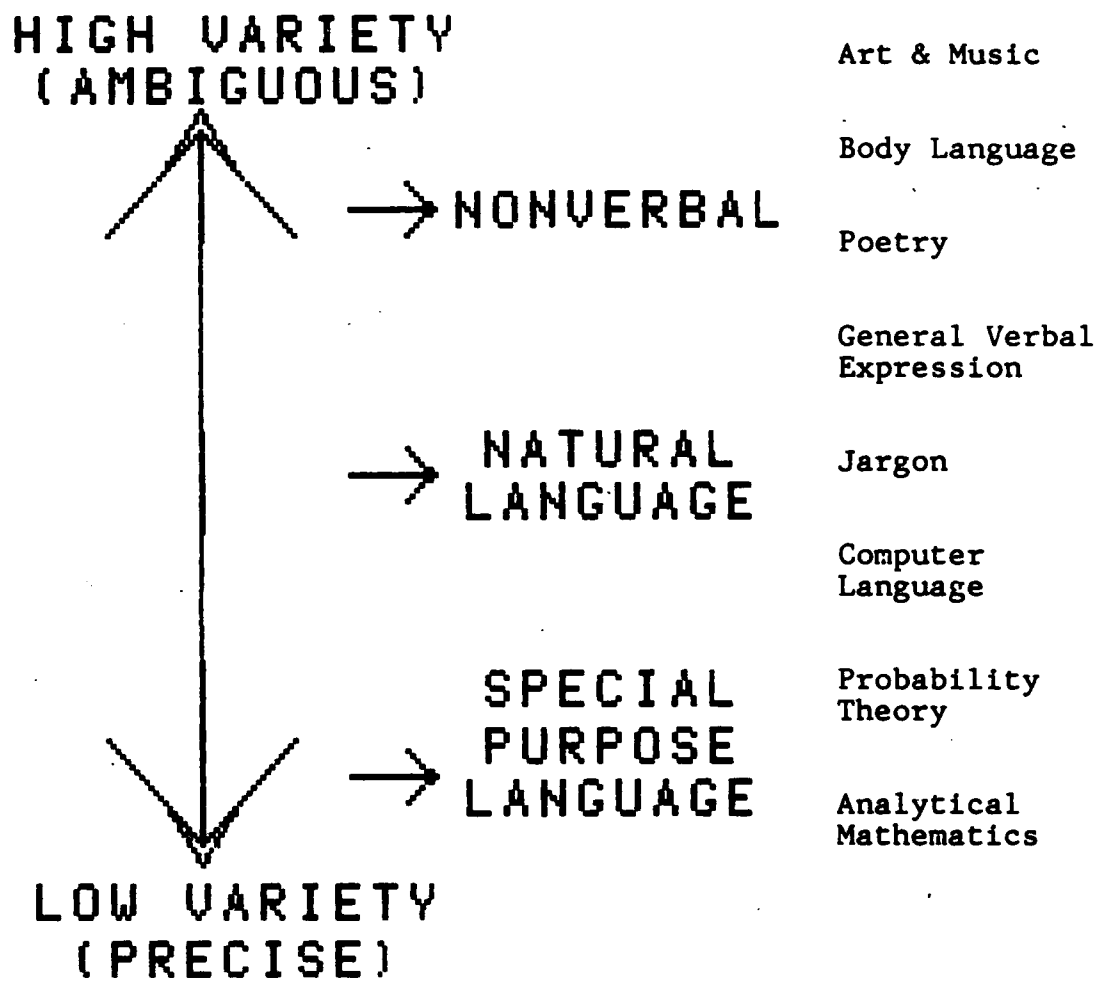 HIGH VARIETY
(AMBIGUOUS)
NONVERBAL
NATURAL
LANGUAGE
SPECIAL
PURPOSE
LANGUAGE
LOW VARIETY
(PRECISE)
Art & Music
Body Language
Poetry
General Verbal
Expression
Jargon
Computer
Language
Probability
Theory
Analytical
Mathematics